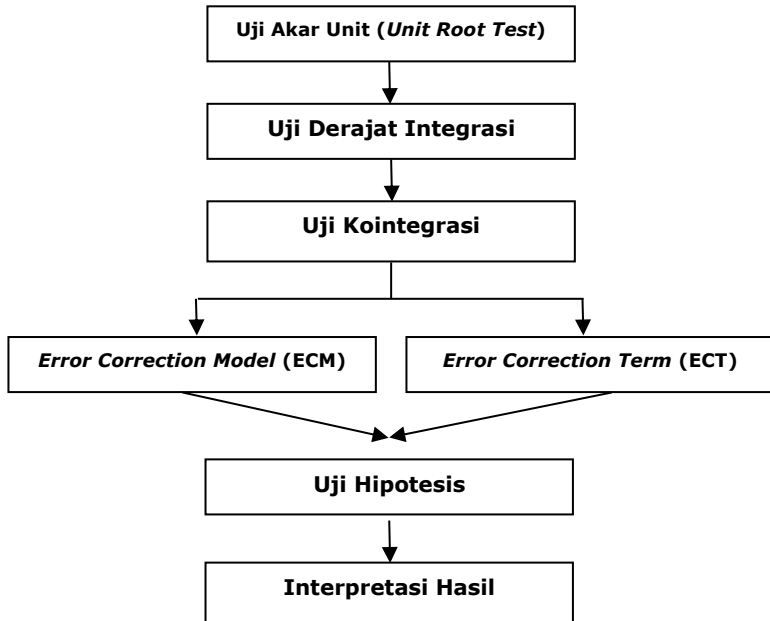 Uji Akar Unit (Unit Root Test)
Uji Derajat Integrasi
Uji Kointegrasi
Error Correction Model (ECM)
Error Correction Term (ECT)
Uji Hipotesis
Interpretasi Hasil